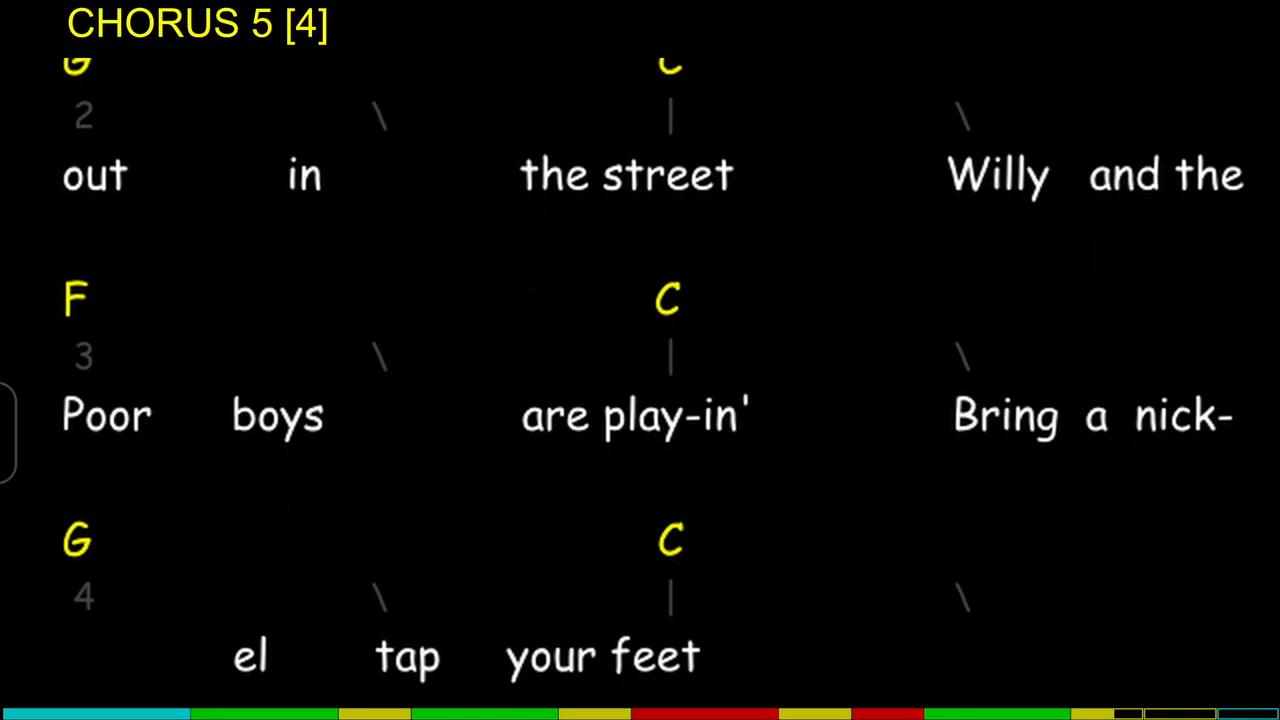 CHORUS 5 [4]
G C
2 \ | \
out in the street Willy and the
F C
3 \ | \
Poor boys are play-in' Bring a nick-
G C
4 \ | \
el tap your feet